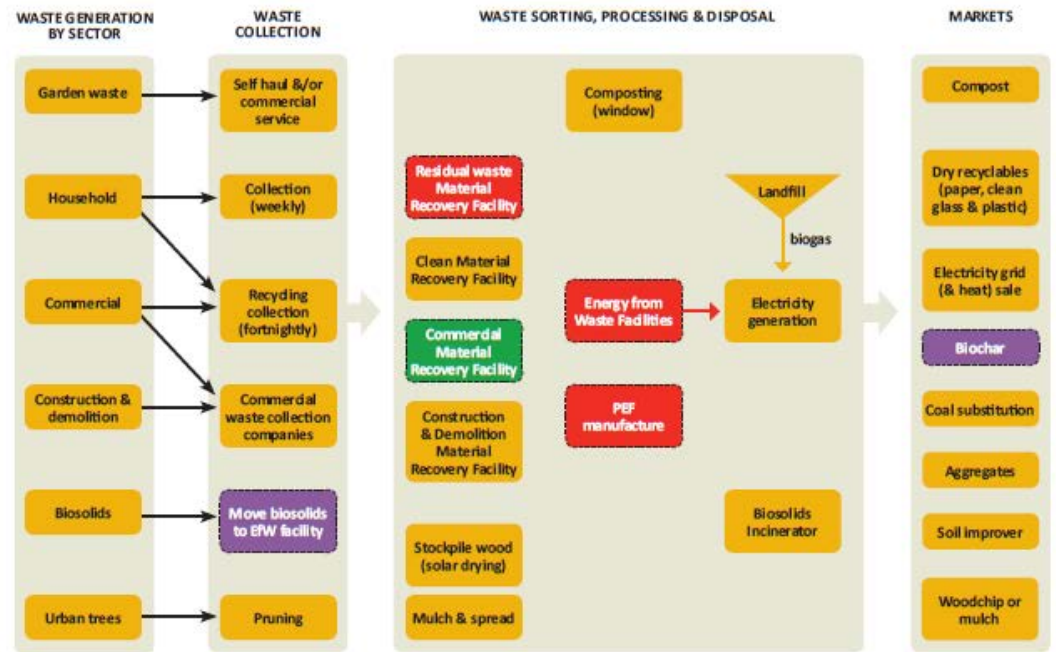 WASTE GENERATION
BY SECTOR
WASTE
COLLECTION
WASTE SORTING, PROCESSING & DISPOSAL
MARKETS
Garden waste
Household
Commercial
Construction &
demolition
Biosolids
Urban trees
Self haul &/or
commercial
service
Collection
(weekly)
Recycling
collection
(fortnightly)
Commercial
waste collection
companies
Move biosolids
to EfW facility
Pruning
Residual waste
Material
Recovery Facility
Clean Material
Recovery Facility
Commercial
Material
Recovery Facility
Construction
& Demolition
Material
Recovery Facility
Stockpile wood
(solar drying)
Mulch & spread
Composting
(window)
Energy from
Waste Facilities
PEF
manufacture
Landfill
biogas
Electricity
generation
Biosolids
Incinerator
Compost
Dry recyclables
(paper, clean
glass & plastic)
Electricity grid
(& heat) sale
Biochar
Coal substitution
Aggregates
Soil improver
Woodchip or
mulch